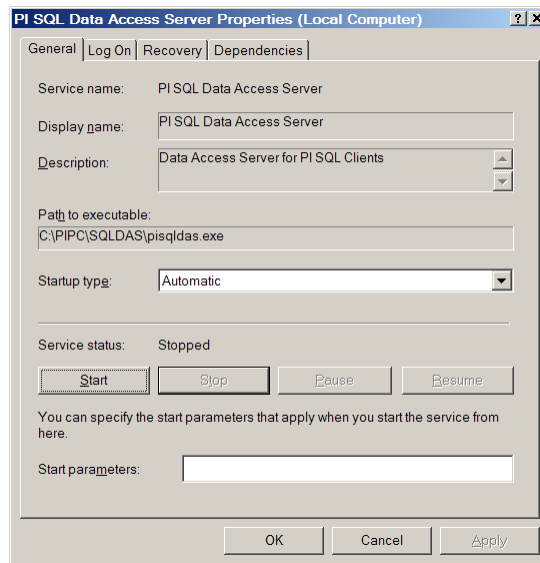 PI SQL Data Access Server Properties (Local Computer)
General Log On Recovery Dependencies
Service name: PI SQL Data Access Server
Display name: PI SQL Data Access Server
Description: Data Access Server for PI SQL Clients
Path to executable:
C:\PIPC\SQLDAS\pisqldas.exe
Startup type: Automatic
Service status: Stopped
Start Stop Pause Resume
You can specify the start parameters that apply when you start the service from
here.
Start parameters:
OK Cancel Apply